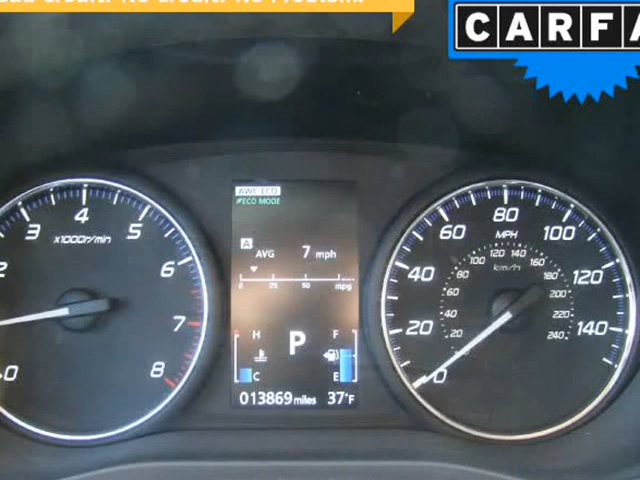 Bad Credit. No Credit. No Problem.
CARFA
AWC ECO
ECO MODE
A AVG 7 mph
0 25 50 mpg
H F
P
C E
013869 miles 37°F
0 2 3 4 5 6 7 8
x1000r/min
0 20 40 60 80 100 120 140
MPH
20 40 60 80 100 120 140 160 180 200 220 240
km/h